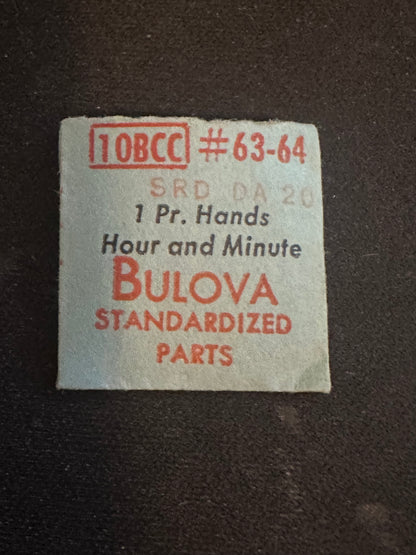 10BCC #63-64
SRD DA 20
1 Pr. Hands
Hour and Minute
BULOVA
STANDARDIZED
PARTS